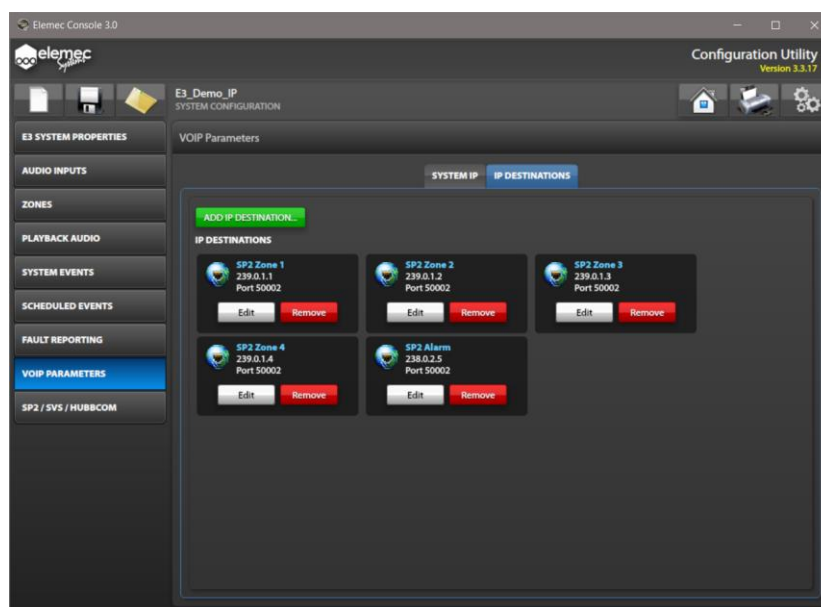 Elemec Console 3.0
elemec
Systems
Configuration Utility
Version 3.3.17
E3_Demo_IP
SYSTEM CONFIGURATION
E3 SYSTEM PROPERTIES
AUDIO INPUTS
ZONES
PLAYBACK AUDIO
SYSTEM EVENTS
SCHEDULED EVENTS
FAULT REPORTING
VOIP PARAMETERS
SP2 / SVS / HUBBCOM
VOIP Parameters
SYSTEM IP
IP DESTINATIONS
ADD IP DESTINATION...
IP DESTINATIONS
SP2 Zone 1
239.0.1.1
Port 50002
Edit
Remove
SP2 Zone 2
239.0.1.2
Port 50002
Edit
Remove
SP2 Zone 3
239.0.1.3
Port 50002
Edit
Remove
SP2 Zone 4
239.0.1.4
Port 50002
Edit
Remove
SP2 Alarm
238.0.2.5
Port 50002
Edit
Remove